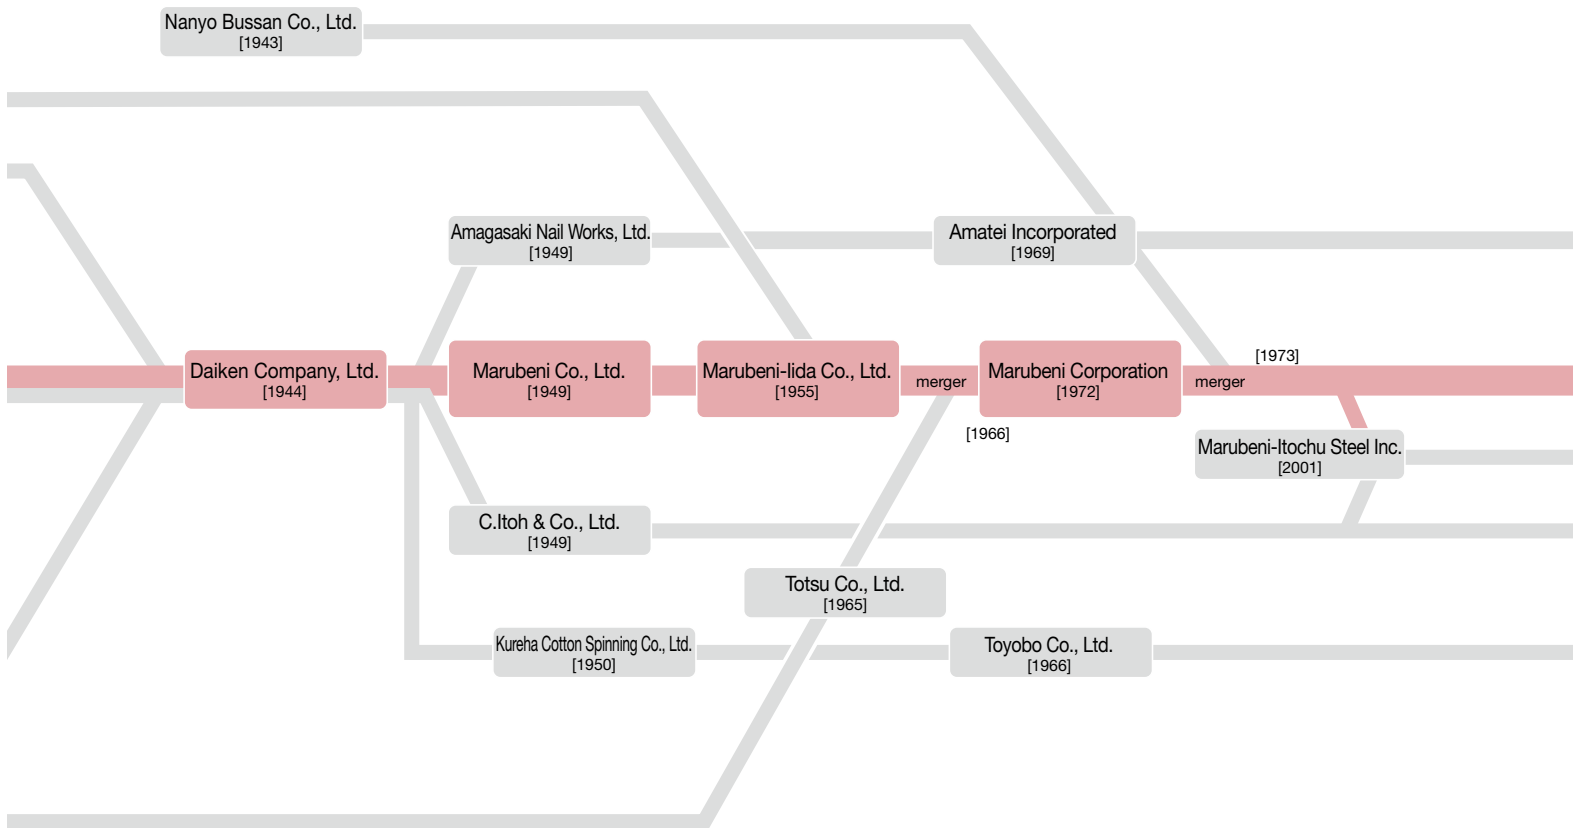 Nanyo Bussan Co., Ltd.
[1943]
Amagasaki Nail Works, Ltd.
[1949]
Amatei Incorporated
[1969]
Daiken Company, Ltd.
[1944]
Marubeni Co., Ltd.
[1949]
Marubeni-Iida Co., Ltd.
[1955]
merger
[1966]
Marubeni Corporation
[1972]
merger
[1973]
Marubeni-Itochu Steel Inc.
[2001]
C.Itoh & Co., Ltd.
[1949]
Totsu Co., Ltd.
[1965]
Kureha Cotton Spinning Co., Ltd.
[1950]
Toyobo Co., Ltd.
[1966]